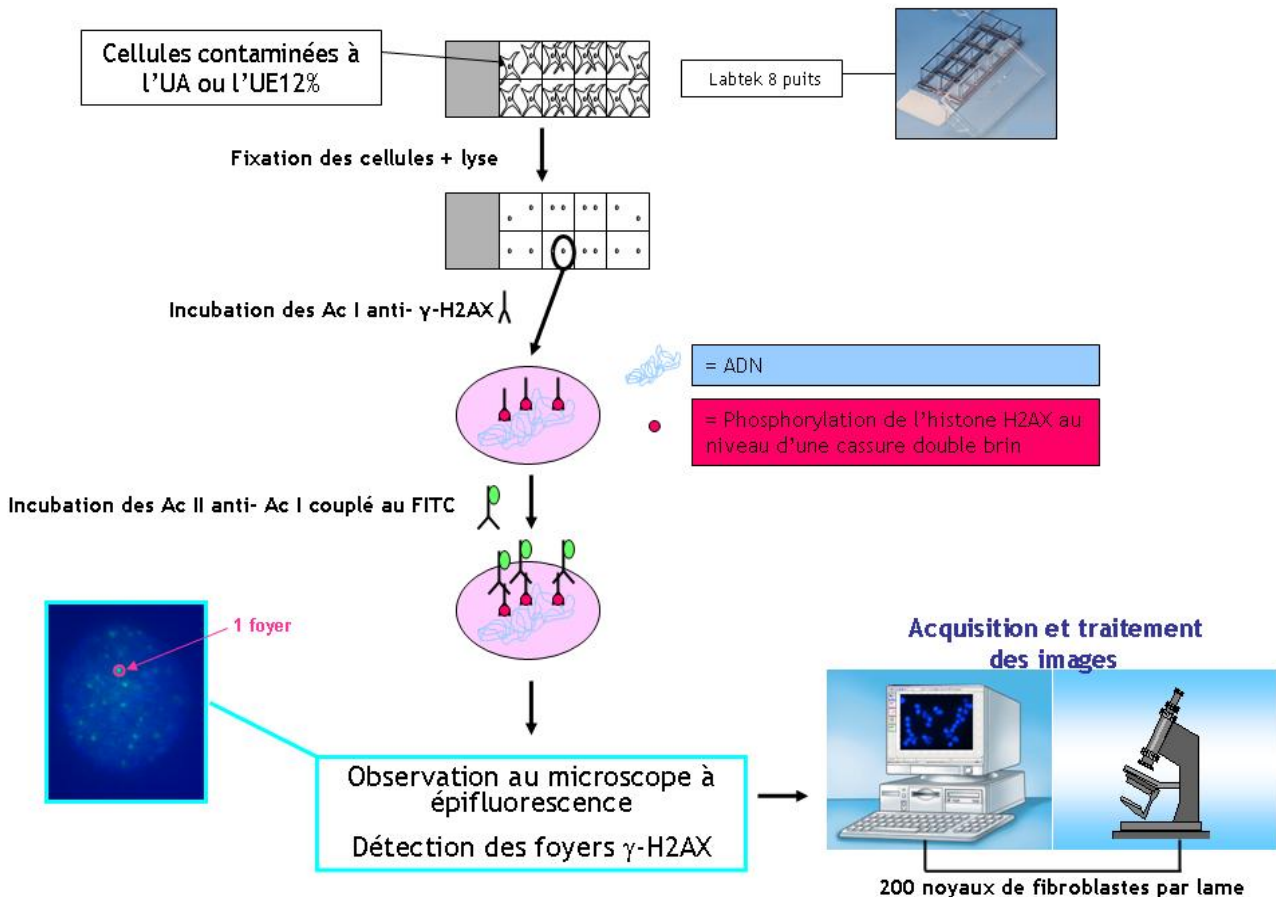 Cellules contaminées à
l'UA ou l'UE12%
Labtek 8 puits
Fixation des cellules + lyse
Incubation des Ac I anti- γ-H2AX
= ADN
= Phosphorylation de l'histone H2AX au
niveau d'une cassure double brin
Incubation des Ac II anti- Ac I couplé au FITC
1 foyer
Acquisition et traitement
des images
Observation au microscope à
épifluorescence
Détection des foyers γ-H2AX
200 noyaux de fibroblastes par lame